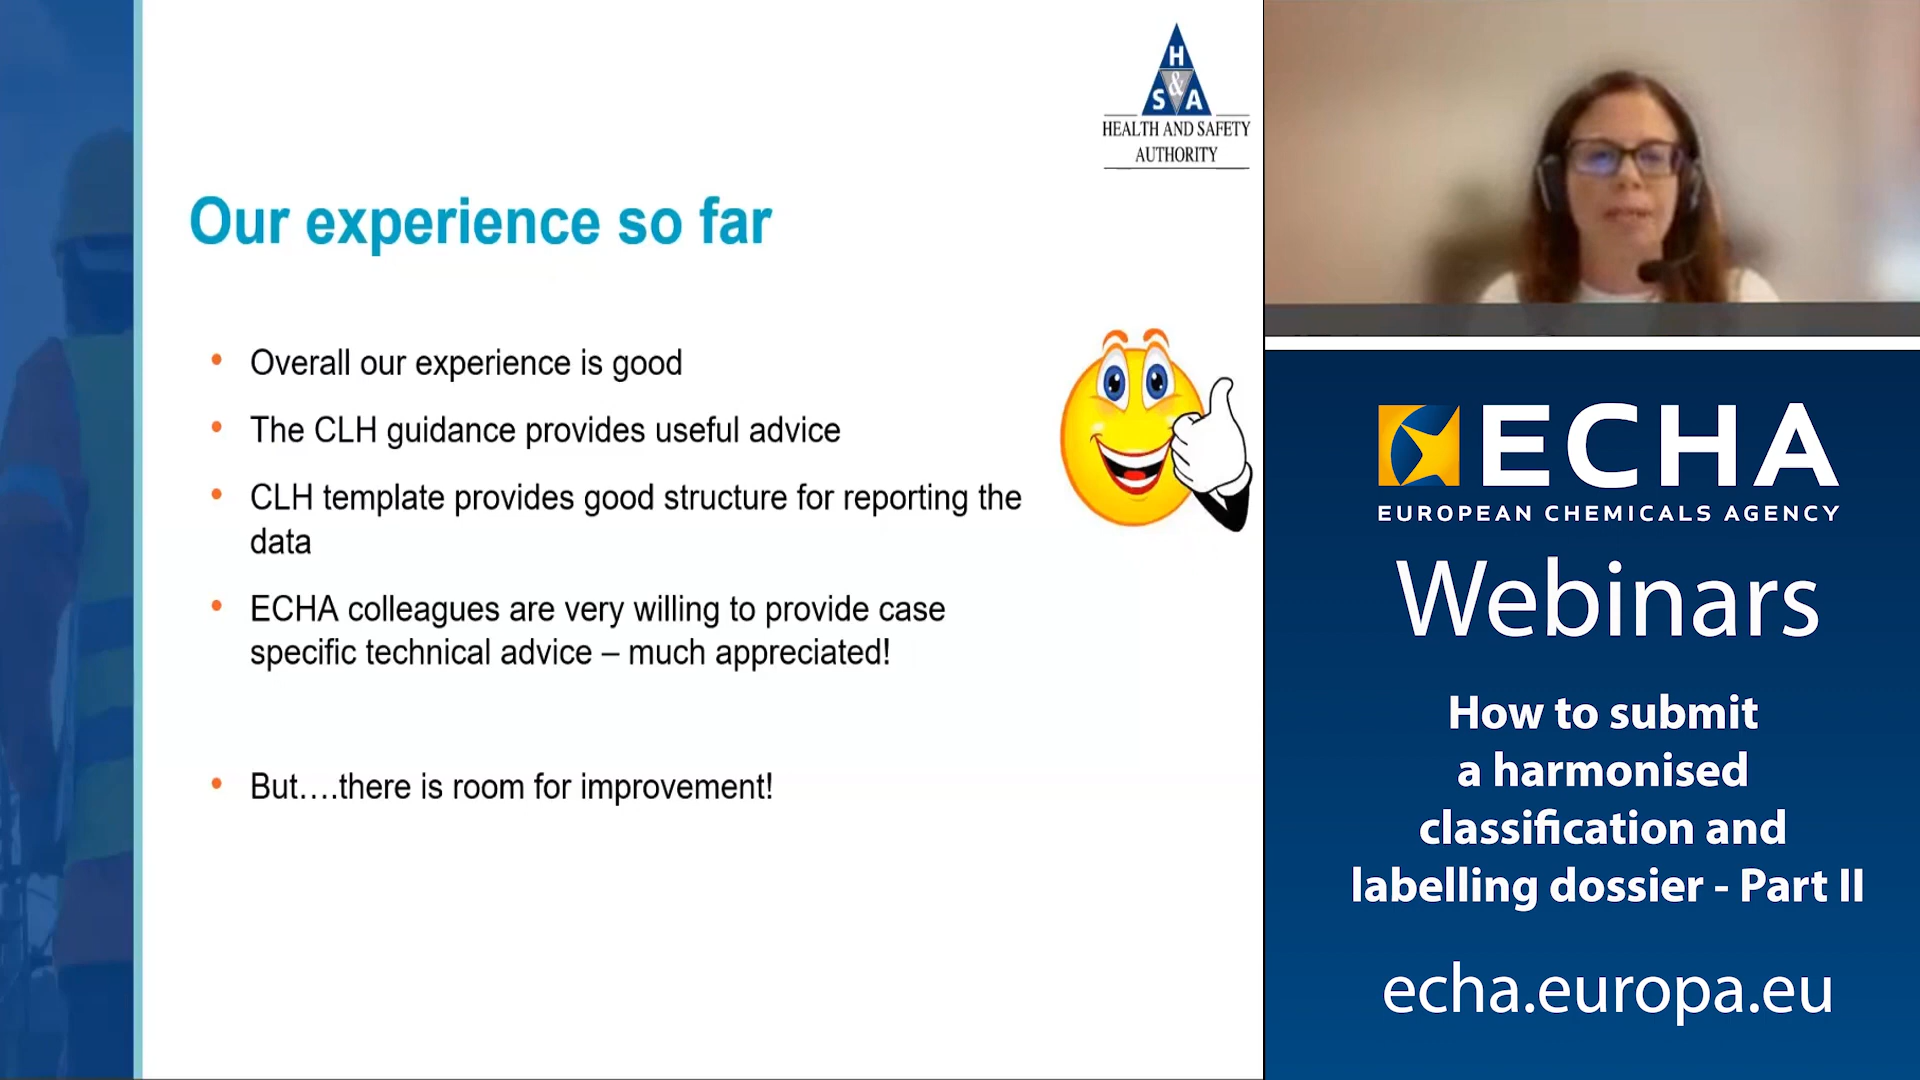 H
&
S A
HEALTH AND SAFETY
AUTHORITY
Our experience so far
• Overall our experience is good
• The CLH guidance provides useful advice
• CLH template provides good structure for reporting the
data
• ECHA colleagues are very willing to provide case
specific technical advice – much appreciated!
• But….there is room for improvement!
ECHA
EUROPEAN CHEMICALS AGENCY
Webinars
How to submit
a harmonised
classification and
labelling dossier - Part II
echa.europa.eu